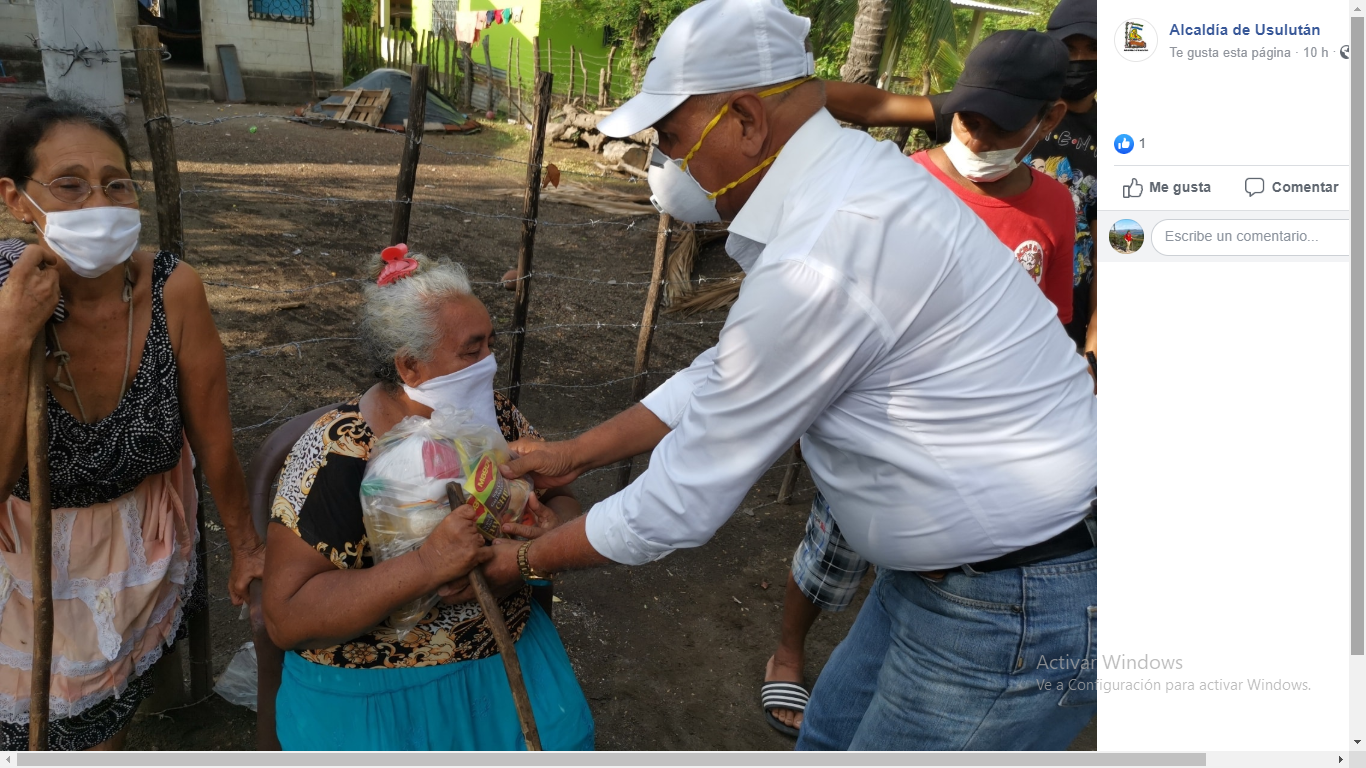 Alcaldía de Usulután
Te gusta esta página · 10 h ·
1
Me gusta
Comentar
Escribe un comentario...
MAGGI
Activar Windows
Ve a Configuración para activar Windows.